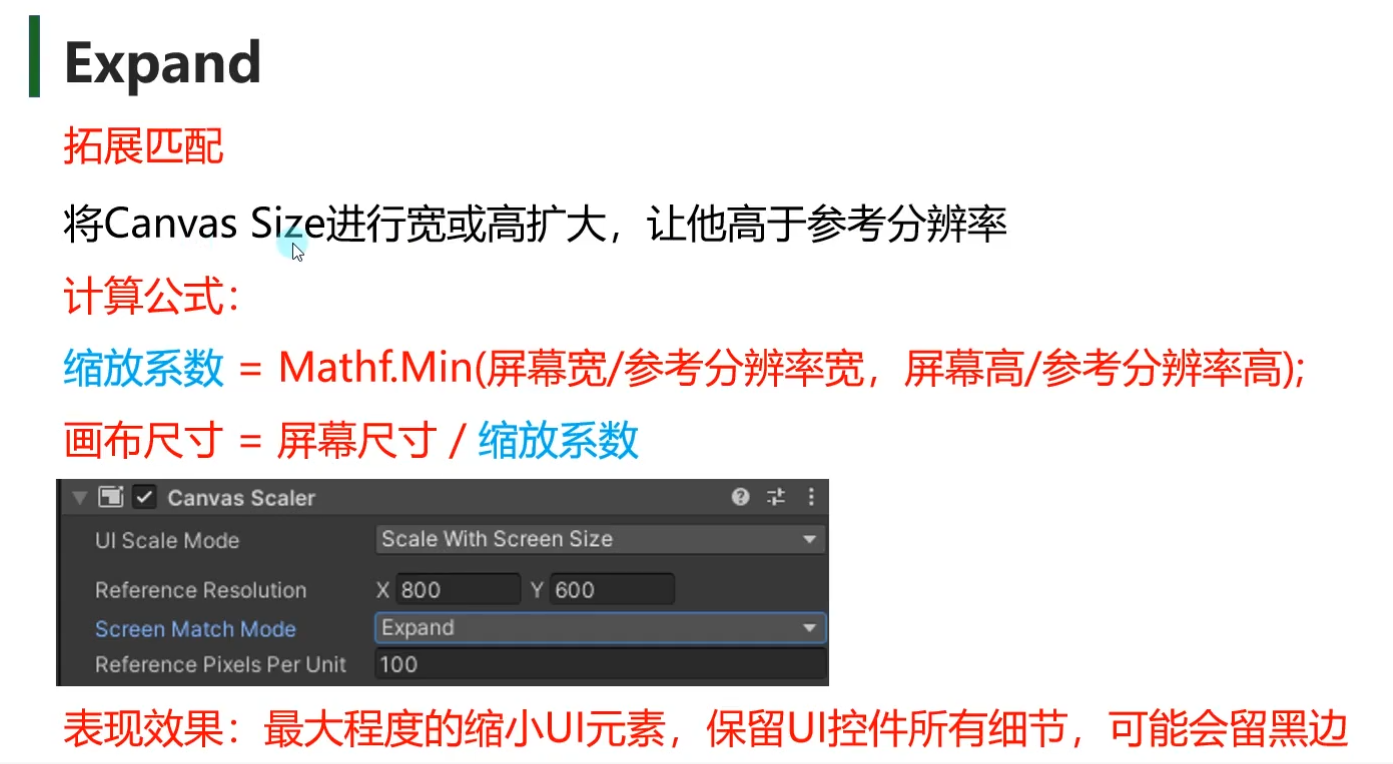 Expand
拓展匹配
将Canvas Size进行宽或高扩大，让他高于参考分辨率
计算公式：
缩放系数 = Mathf.Min(屏幕宽/参考分辨率宽，屏幕高/参考分辨率高);
画布尺寸 = 屏幕尺寸 / 缩放系数
Canvas Scaler
UI Scale Mode Scale With Screen Size
Reference Resolution X 800 Y 600
Screen Match Mode Expand
Reference Pixels Per Unit 100
表现效果：最大程度的缩小UI元素，保留UI控件所有细节，可能会留黑边